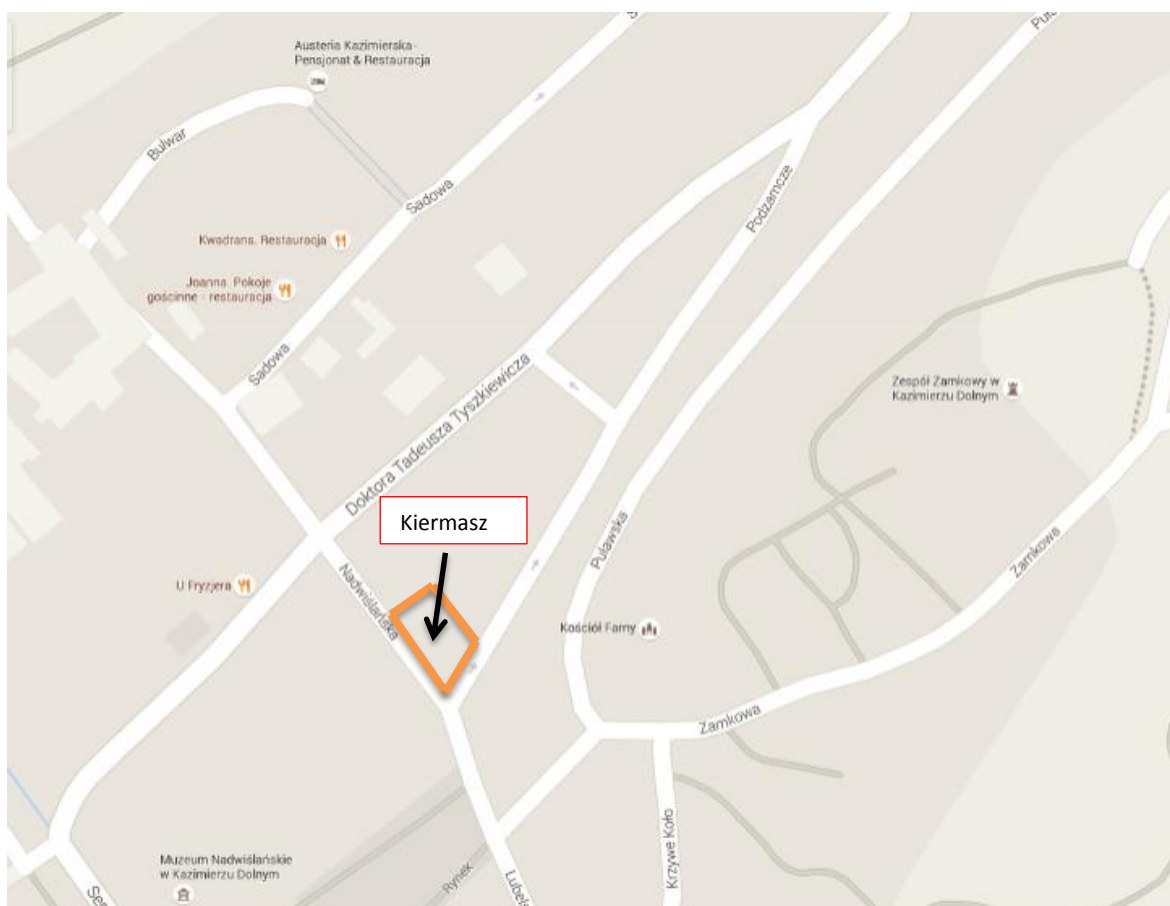 Austeria Kazimierska-
Pensjonat & Restauracja
Bulwar
Sadowa
Podzamcze
Kwadrans. Restauracja
Joanna. Pokoje
gościnne - restauracja
Sadowa
Doktora Tadeusza Tyszkiewicza
Zespół Zamkowy w
Kazimierzu Dolnym
Kiermasz
Puławska
U Fryzjera
Nadwiślańska
Zamkowa
Kościół Farny
Zamkowa
Krzywe Koło
Muzeum Nadwiślańskie
w Kazimierzu Dolnym
Rynek